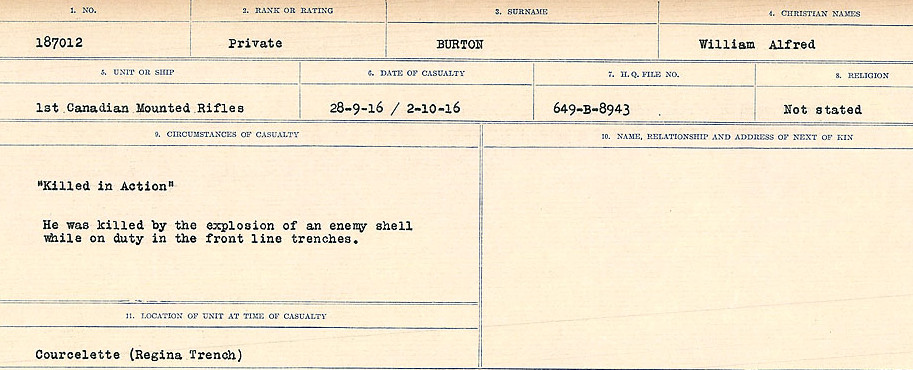 1. NO.
2. RANK OR RATING
3. SURNAME
4. CHRISTIAN NAMES
187012
Private
BURTON
William Alfred
5. UNIT OR SHIP
6. DATE OF CASUALTY
7. H.Q. FILE NO.
8. RELIGION
1st Canadian Mounted Rifles
28-9-16 / 2-10-16
649-B-8943
Not stated
9. CIRCUMSTANCES OF CASUALTY
10. NAME, RELATIONSHIP AND ADDRESS OF NEXT OF KIN
"Killed in Action"
He was killed by the explosion of an enemy shell
while on duty in the front line trenches.
11. LOCATION OF UNIT AT TIME OF CASUALTY
Courcelette (Regina Trench)